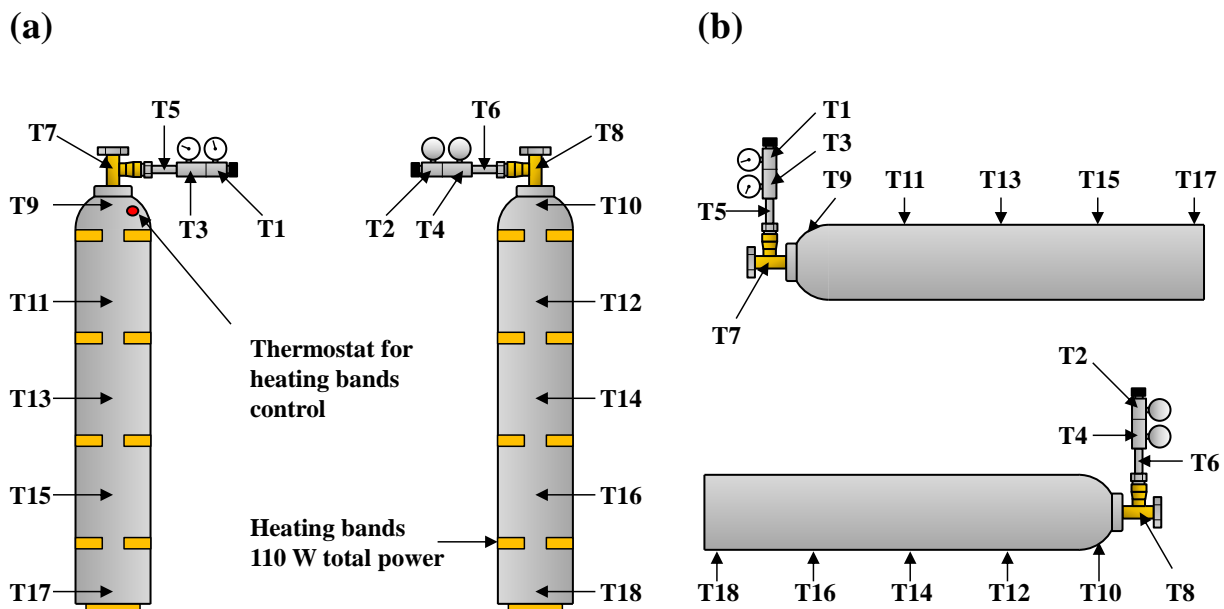 (a)
T5
T7
T9
T3
T1
T11
T13
T15
T17
Thermostat for
heating bands
control
T6
T8
T2
T4
T10
T12
T14
T16
T18
Heating bands
110 W total power
(b)
T1
T3
T9
T11
T13
T15
T17
T5
T7
T2
T4
T6
T18
T16
T14
T12
T10
T8